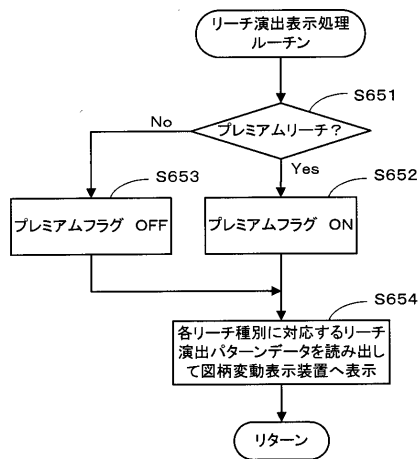 リーチ演出表示処理
ルーチン
S651
プレミアムリーチ？
No
Yes
S653
S652
プレミアムフラグ OFF
プレミアムフラグ ON
S654
各リーチ種別に対応するリーチ
演出パターンデータを読み出し
て図柄変動表示装置へ表示
リターン